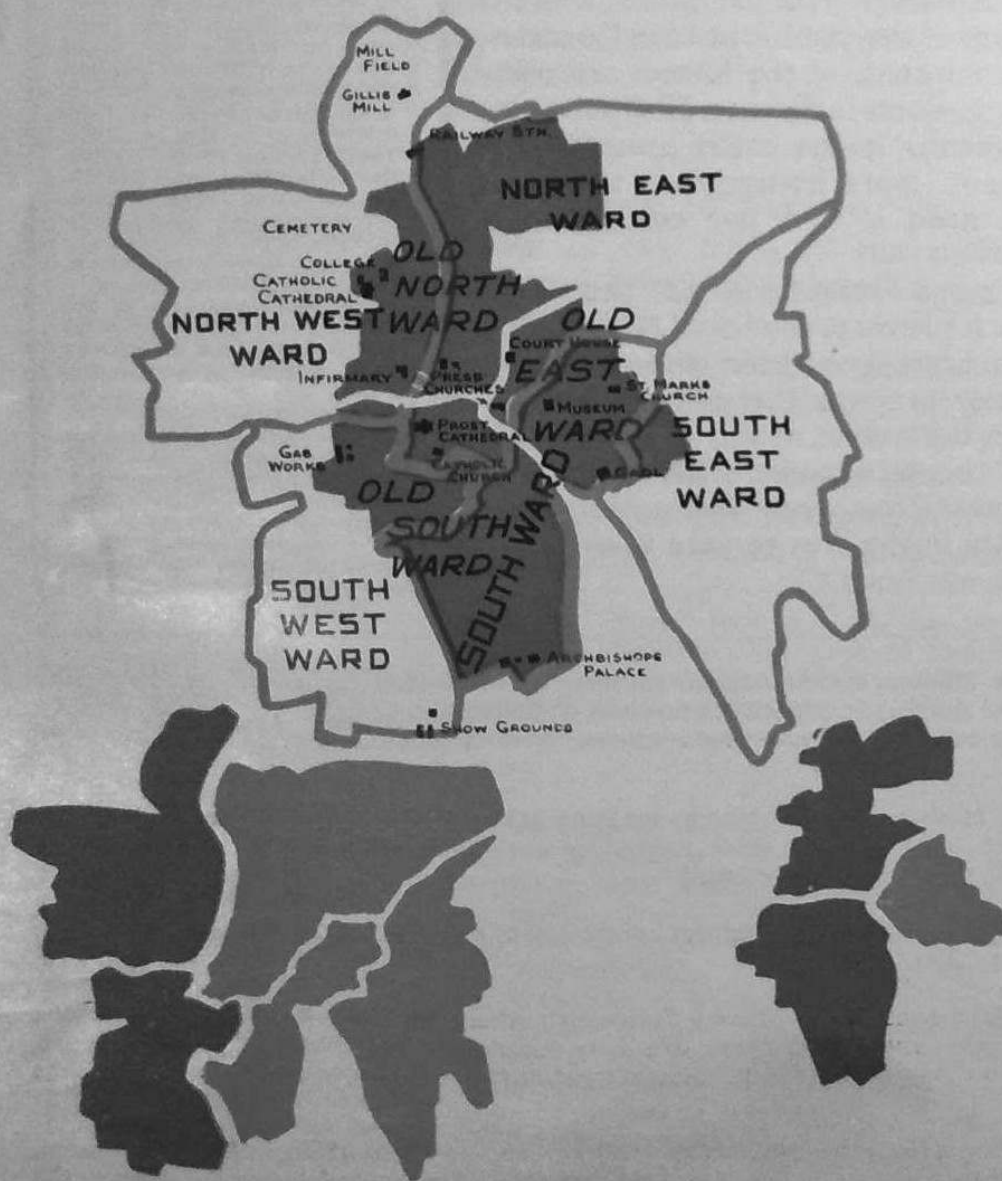 MILL
FIELD
GILLIS
MILL
RAILWAY STN.
NORTH EAST
WARD
CEMETERY
COLLEGE
CATHOLIC
CATHEDRAL
OLD
NORTH
WARD
NORTH WEST
WARD
INFIRMARY
PRESB
CHURCHES
OLD
EAST
WARD
COURT HOUSE
MUSEUM
ST. MARKS
CHURCH
GAOL
SOUTH
EAST
WARD
PROST
CATHEDRAL
CATHOLIC
CHURCH
GAS
WORKS
OLD
SOUTH
WARD
SOUTH WARD
SOUTH
WEST
WARD
ARCHBISHOPS
PALACE
SHOW GROUNDS